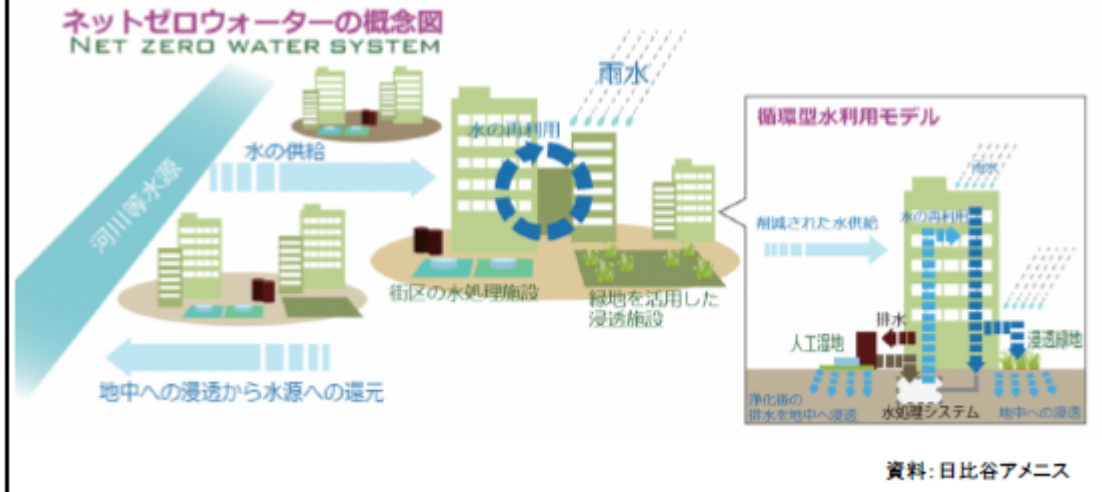 ネットゼロウォーターの概念図
NET ZERO WATER SYSTEM
河川等水源
水の供給
雨水
水の再利用
街区の水処理施設
緑地を活用した
浸透施設
地中への浸透から水源への還元
循環型水利用モデル
雨水
削減された水供給
水の再利用
排水
人工湿地
浸透緑地
浄化後の
排水を地中へ浸透
水処理システム
地中への浸透
資料:日比谷アメニス